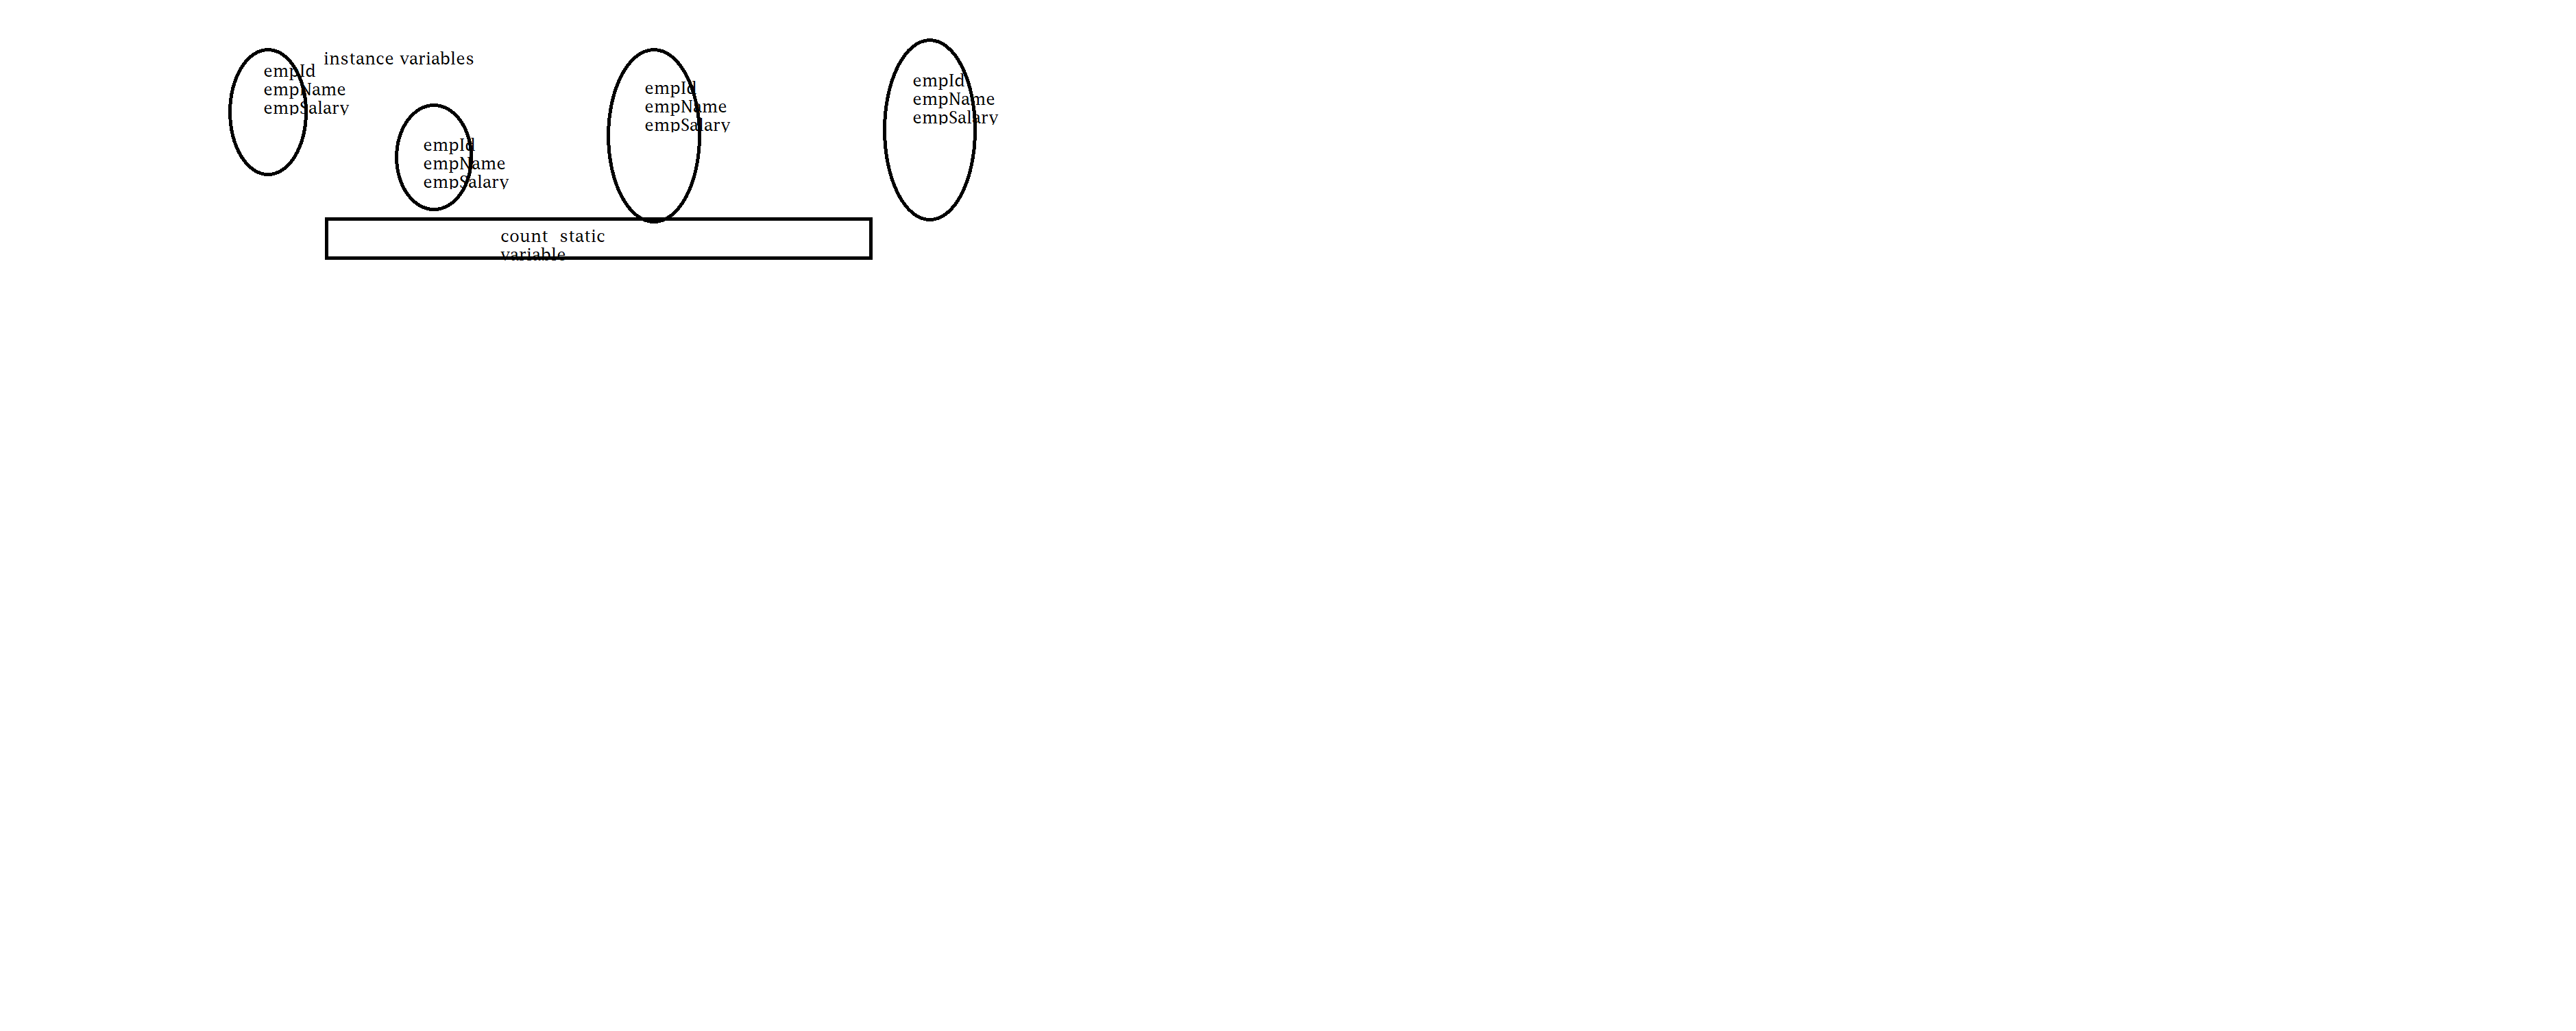 instance variables
empId
empName
empSalary
empId
empName
empSalary
empId
empName
empSalary
empId
empName
empSalary
count  static
variable